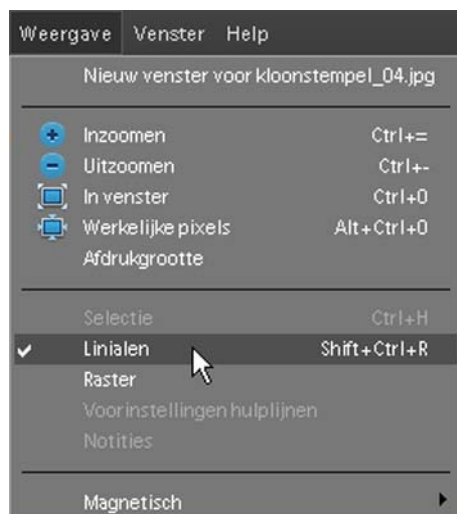 Weergave Venster Help
Nieuw venster voor kloonstempel_04.jpg
Inzoomen Ctrl+=
Uitzoomen Ctrl+-
In venster Ctrl+0
Werkelijke pixels Alt+Ctrl+0
Afdrukgrootte
Selectie Ctrl+H
Linialen Shift+Ctrl+R
Raster
Voorinstellingen hulplijnen
Notities
Magnetisch